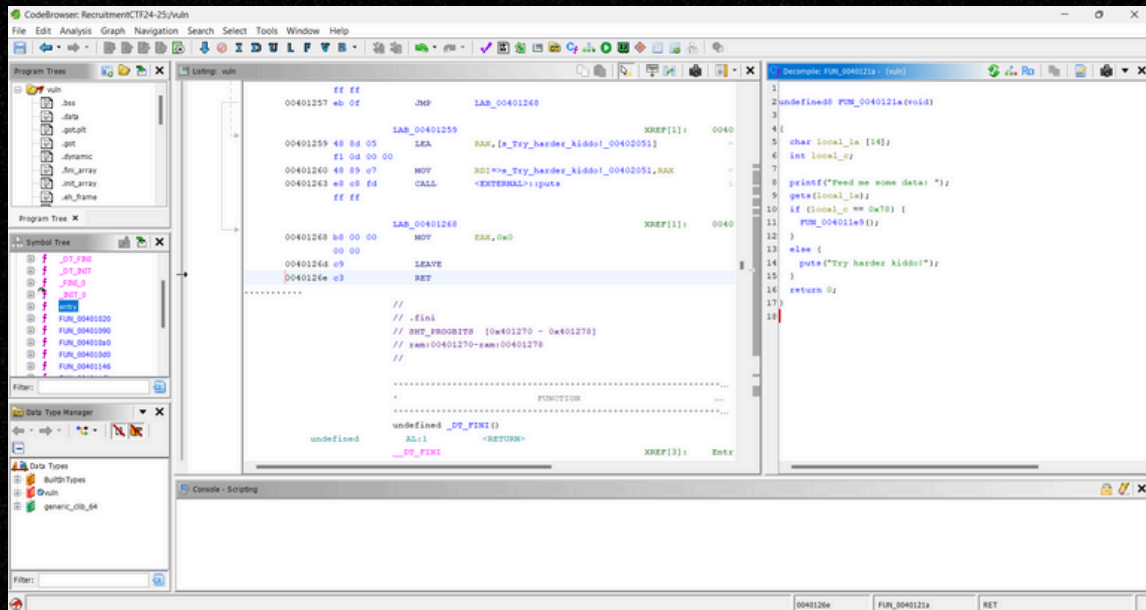 CodeBrowser: RecruitmentCTF24-25:/vuln
File Edit Analysis Graph Navigation Search Select Tools Window Help
Program Trees
vuln
.bss
.data
.got.plt
.got
.dynamic
.fini_array
.init_array
.eh_frame
Program Tree
Symbol Tree
_DT_FINI
_DT_INIT
_FINI_0
_INIT_0
entry
FUN_00401020
FUN_00401090
FUN_004010a0
FUN_004010d0
FUN_00401146
Filter:
Data Type Manager
Data Types
BuiltInTypes
vuln
generic_clib_64
Filter:
Listing: vuln
ff ff
00401257 eb 0f JMP LAB_00401268
LAB_00401259 XREF[1]: 0040
00401259 48 8d 05 LEA RAX,[s_Try_harder_kiddo!_00402051]
f1 0d 00 00
00401260 48 89 c7 MOV RDI=>s_Try_harder_kiddo!_00402051,RAX
00401263 e8 c8 fd CALL <EXTERNAL>::puts
ff ff
LAB_00401268 XREF[1]: 0040
00401268 b8 00 00 MOV EAX,0x0
00 00
0040126d c9 LEAVE
0040126e c3 RET
//
// .fini
// SHT_PROGBITS [0x401270 - 0x401278]
// ram:00401270-ram:00401278
//
* FUNCTION
undefined _DT_FINI()
undefined AL:1 <RETURN>
__DT_FINI XREF[3]: Entr
Decompile: FUN_0040121a - (vuln)
1
2 undefined8 FUN_0040121a(void)
3
4 {
5 char local_1a [14];
6 int local_c;
7
8 printf("Feed me some data: ");
9 gets(local_1a);
10 if (local_c == 0x78) {
11 FUN_004011e9();
12 }
13 else {
14 puts("Try harder kiddo!");
15 }
16 return 0;
17 }
18
Console - Scripting
0040126e FUN_0040121a RET